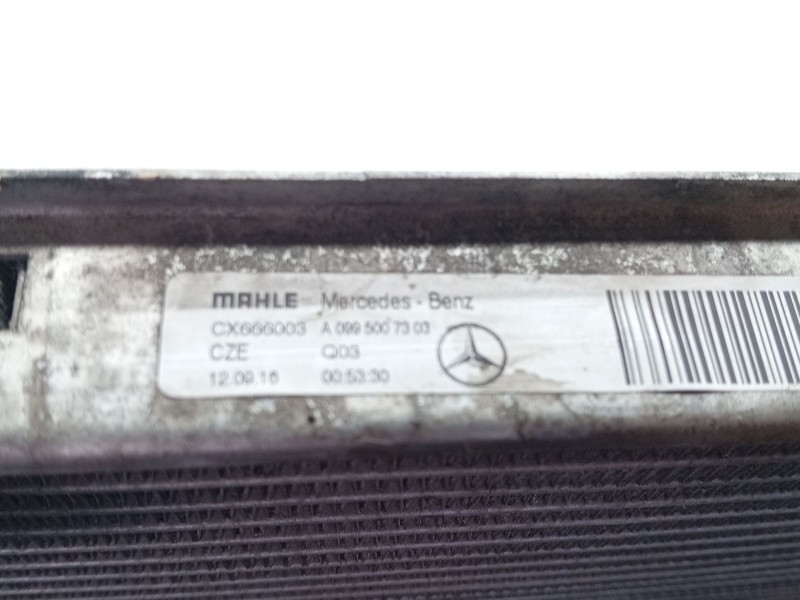 MAHLE Mercedes - Benz
CX666003 A 099 500 73 03
CZE Q03
12.09.16 00:53:30